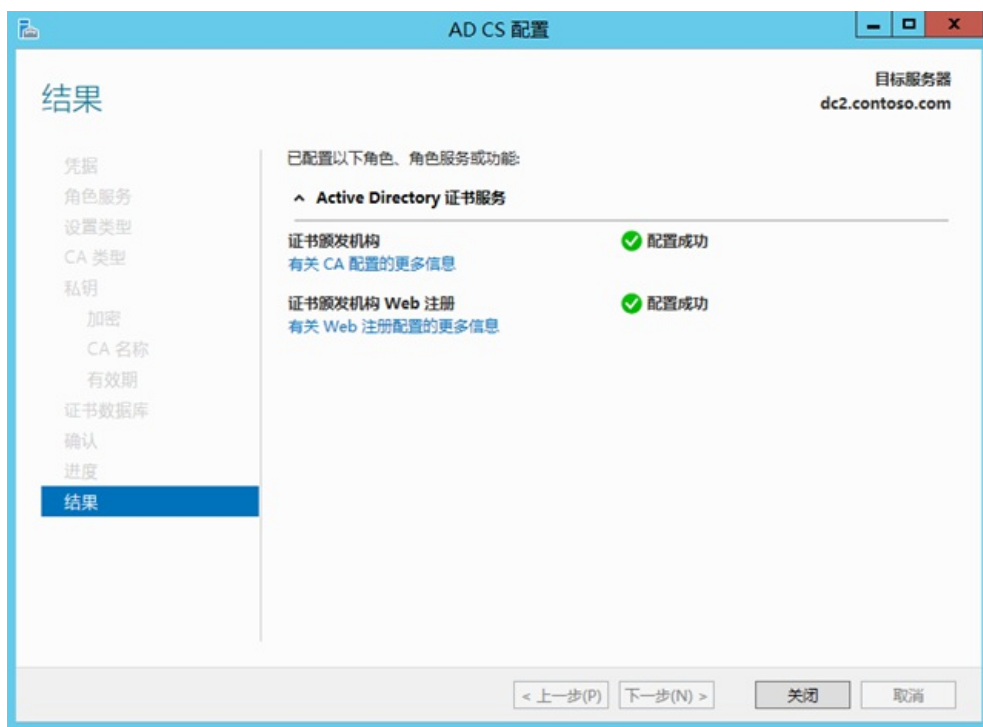 AD CS 配置
结果
目标服务器
dc2.contoso.com
凭据
角色服务
设置类型
CA 类型
私钥
加密
CA 名称
有效期
证书数据库
确认
进度
结果
已配置以下角色、角色服务或功能:
Active Directory 证书服务
证书颁发机构 配置成功
有关 CA 配置的更多信息
证书颁发机构 Web 注册 配置成功
有关 Web 注册配置的更多信息
< 上一步(P) 下一步(N) > 关闭 取消